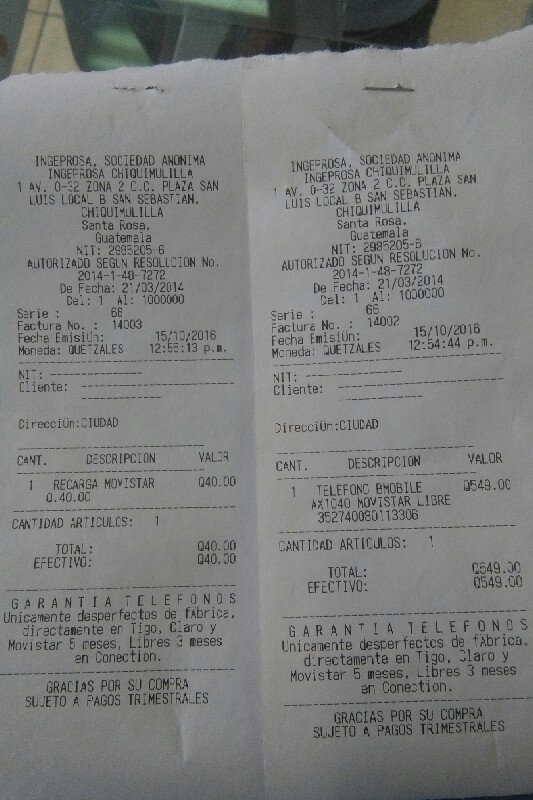 INGEPROSA, SOCIEDAD ANONIMA
INGEPROSA CHIQUIMULILLA
1 AV. 0-32 ZONA 2 C.C. PLAZA SAN
LUIS LOCAL B SAN SEBASTIAN,
CHIQUIMULILLA
Santa Rosa,
Guatemala
NIT: 2985205-6
AUTORIZADO SEGUN RESOLUCION No.
2014-1-48-7272
De Fecha: 21/03/2014
Del: 1 Al: 1000000
Serie : 66
Factura No. : 14003
Fecha Emisiün: 15/10/2016
Moneda: QUETZALES 12:55:13 p.m.
NIT:
Cliente:
Direcciün:CIUDAD
CANT. DESCRIPCION VALOR
1 RECARGA MOVISTAR Q40.00
Q.40.00
CANTIDAD ARTICULOS: 1
TOTAL: Q40.00
EFECTIVO: Q40.00
G A R A N T I A T E L E F O N O S
Unicamente desperfectos de fAbrica,
directamente en Tigo, Claro y
Movistar 5 meses, Libres 3 meses
en Conection.
GRACIAS POR SU COMPRA
SUJETO A PAGOS TRIMESTRALES
INGEPROSA, SOCIEDAD ANONIMA
INGEPROSA CHIQUIMULILLA
1 AV. 0-32 ZONA 2 C.C. PLAZA SAN
LUIS LOCAL B SAN SEBASTIAN,
CHIQUIMULILLA
Santa Rosa,
Guatemala
NIT: 2985205-6
AUTORIZADO SEGUN RESOLUCION No.
2014-1-48-7272
De Fecha: 21/03/2014
Del: 1 Al: 1000000
Serie : 66
Factura No. : 14002
Fecha Emisiün: 15/10/2016
Moneda: QUETZALES 12:54:44 p.m.
NIT:
Cliente:
Direcciün:CIUDAD
CANT. DESCRIPCION VALOR
1 TELEFONO BMOBILE Q549.00
AX1040 MOVISTAR LIBRE
352740080113306
CANTIDAD ARTICULOS: 1
TOTAL: Q549.00
EFECTIVO: Q549.00
G A R A N T I A T E L E F O N O S
Unicamente desperfectos de fAbrica,
directamente en Tigo, Claro y
Movistar 5 meses, Libres 3 meses
en Conection.
GRACIAS POR SU COMPRA
SUJETO A PAGOS TRIMESTRALES